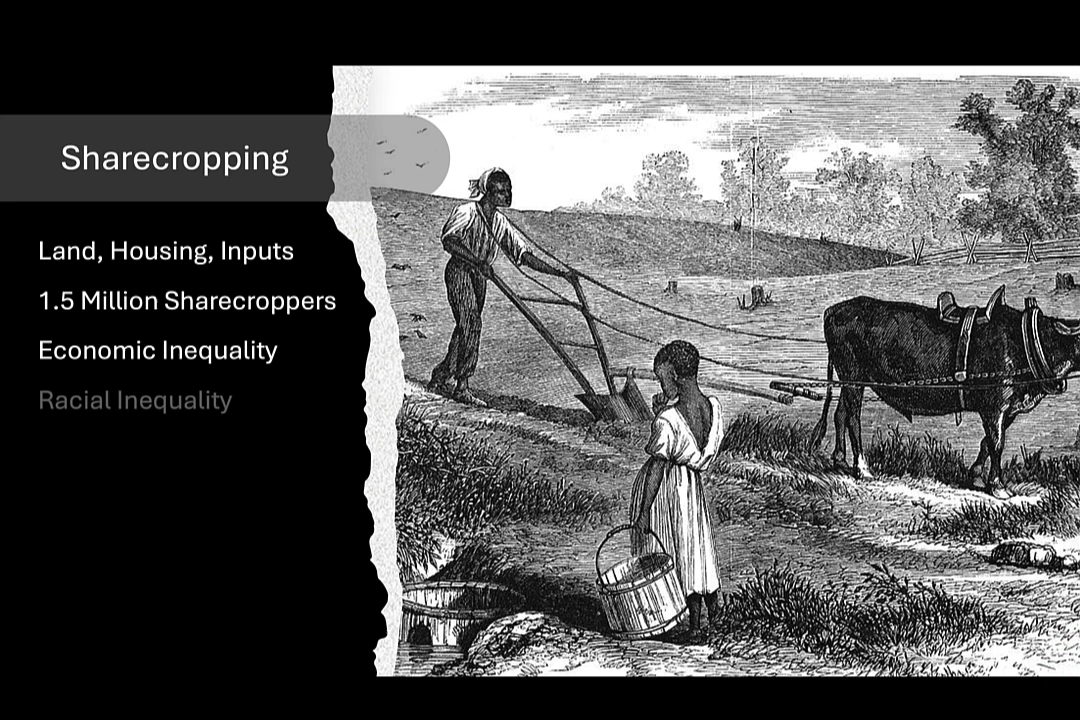 Sharecropping
Land, Housing, Inputs
1.5 Million Sharecroppers
Economic Inequality
Racial Inequality